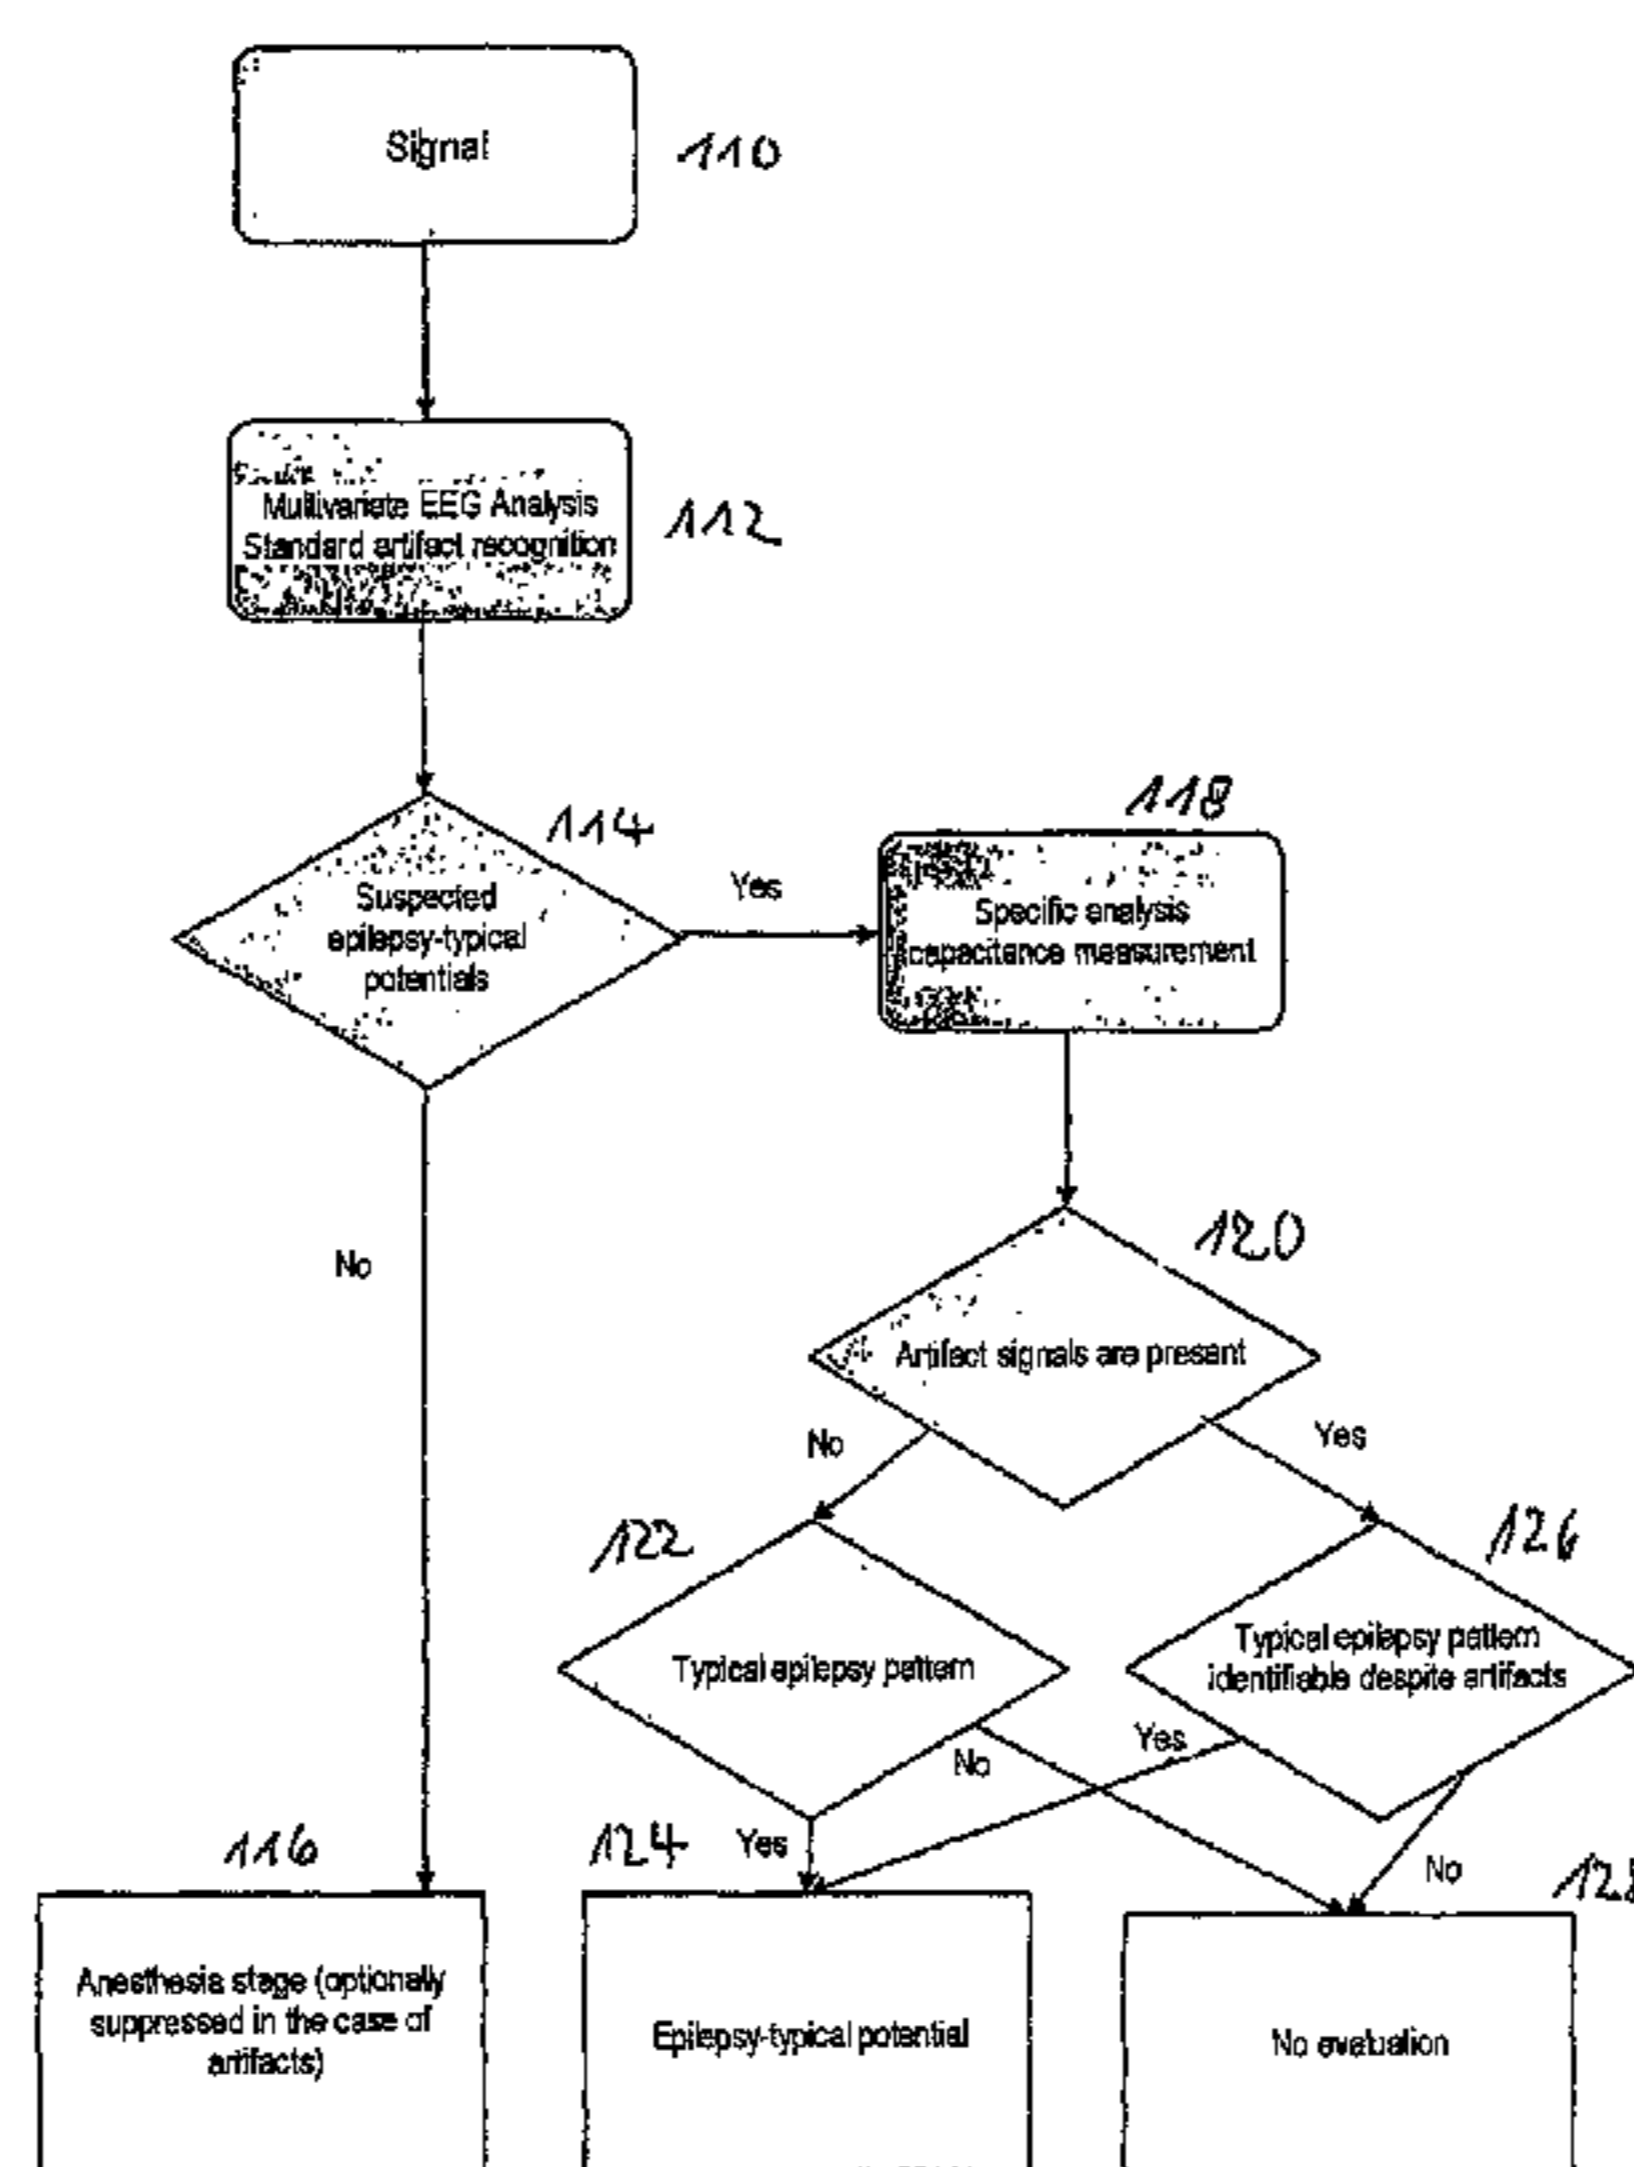 Signal
110
Multivariate EEG Analysis
Standard artifact recognition
112
114
Suspected
epilepsy-typical
potentials
Yes
118
Specific analysis
capacitance measurement
No
120
Artifact signals are present
No
Yes
122
126
Typical epilepsy pattern
Typical epilepsy pattern
identifiable despite artifacts
No
Yes
116
124
Yes
No
Anesthesia stage (optionally
suppressed in the case of
artifacts)
Epilepsy-typical potential
No evaluation